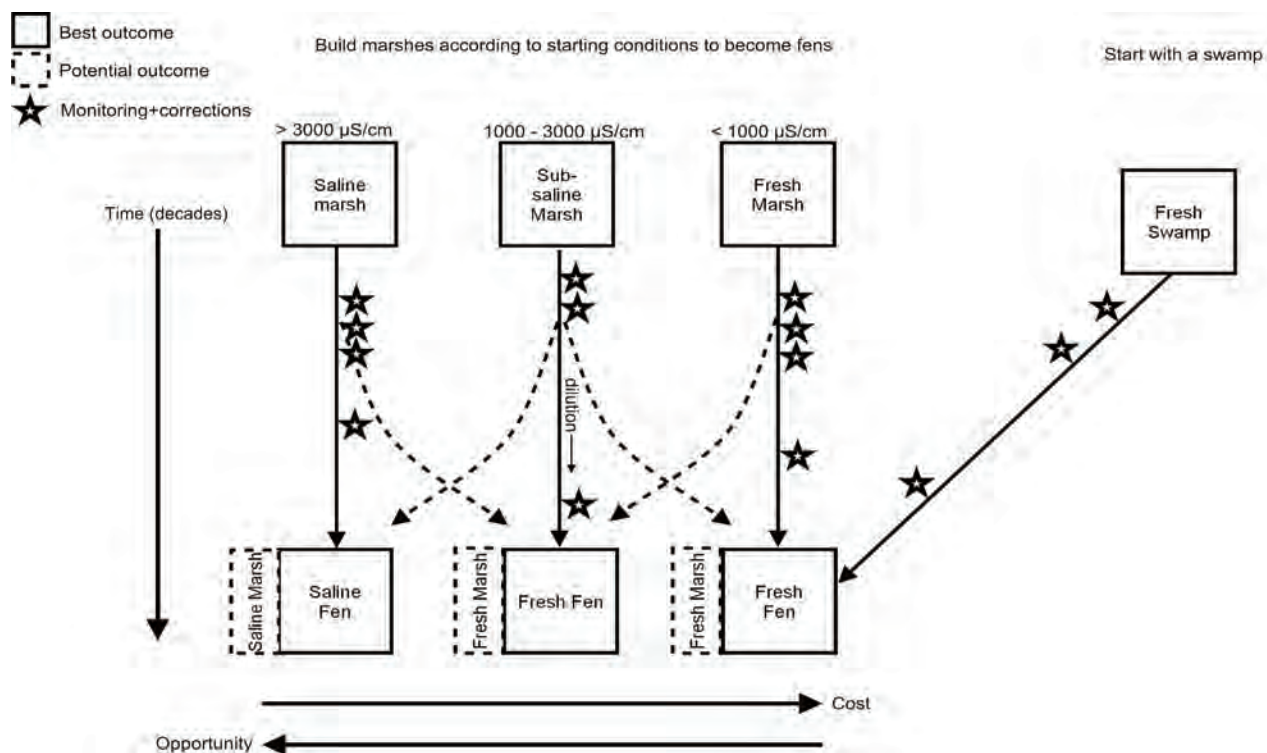 Best outcome
Potential outcome
Monitoring+corrections
Build marshes according to starting conditions to become fens
Start with a swamp
> 3000 µS/cm
1000 - 3000 µS/cm
< 1000 µS/cm
Saline
marsh
Sub-
saline
Marsh
Fresh
Marsh
Fresh
Swamp
Time (decades)
dilution
Saline Marsh
Saline
Fen
Fresh Marsh
Fresh Fen
Fresh Marsh
Fresh
Fen
Cost
Opportunity